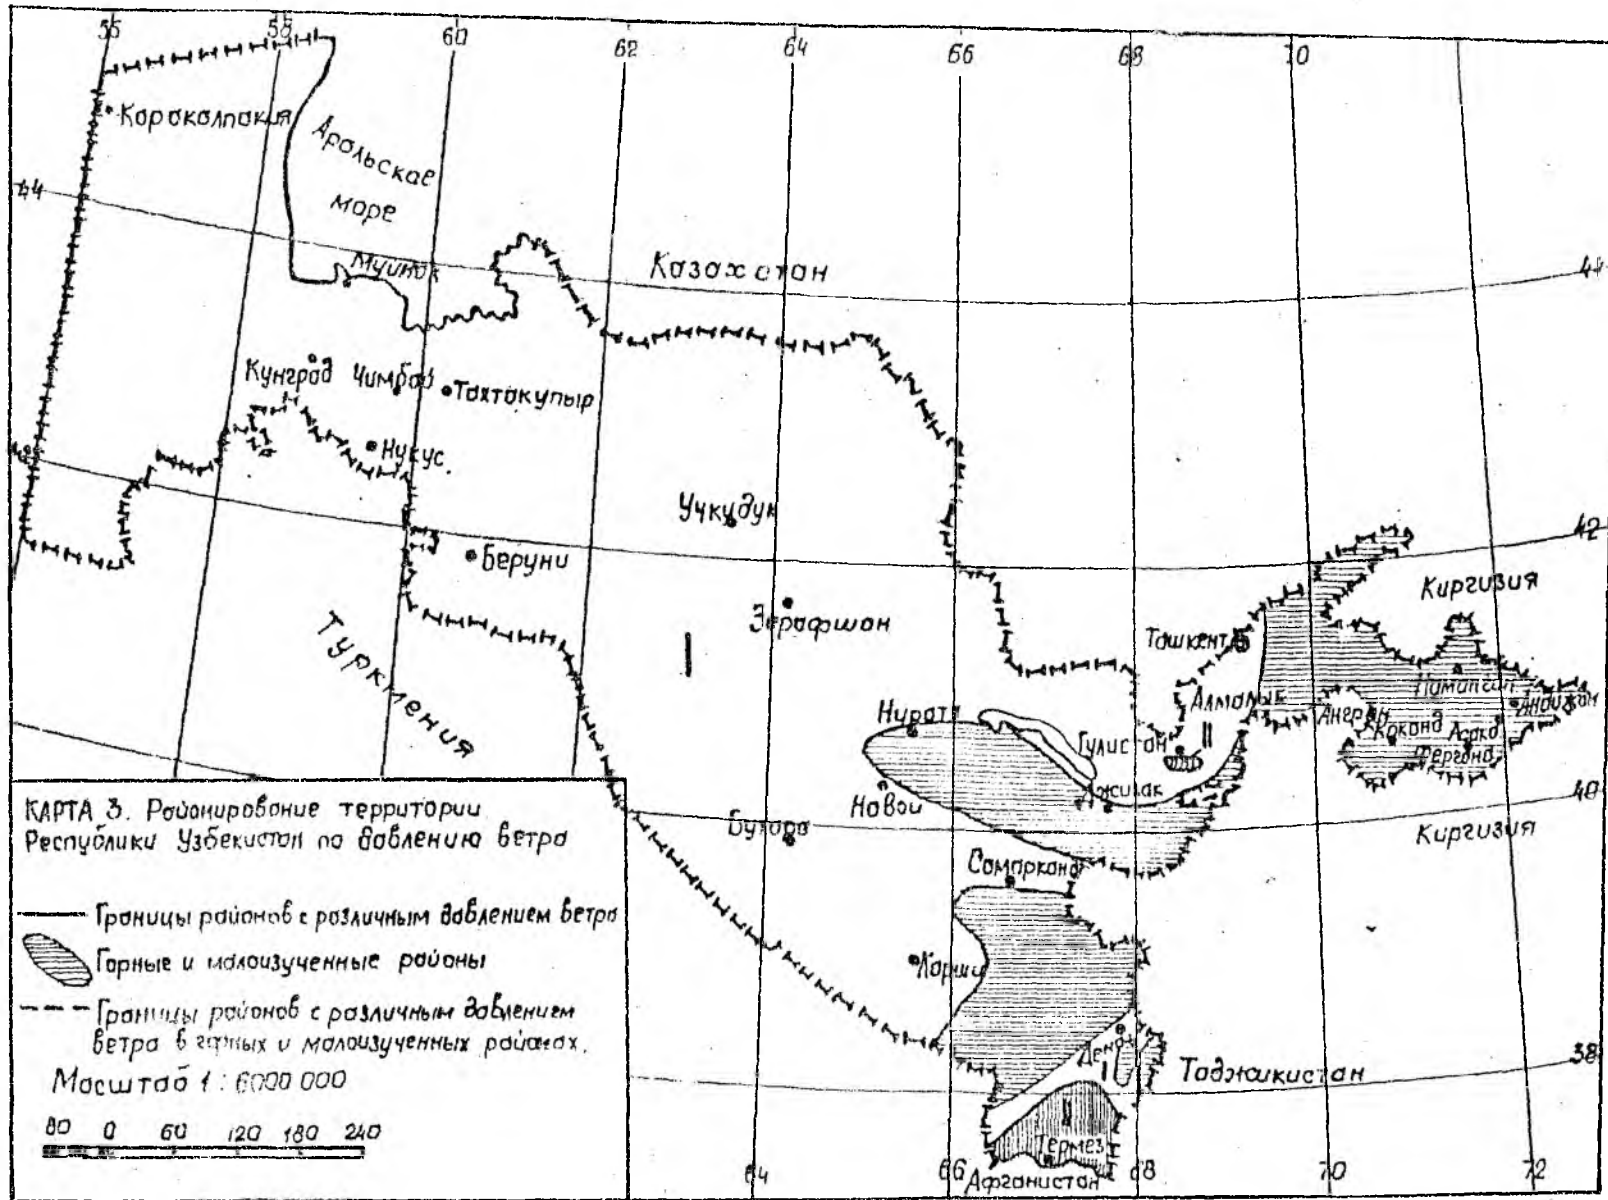 56 58 60 62 64 66 68 70
Каракалпакия
Аральское
море
44
Муйнак
Казахстан
44
Кунград Чимбай
Тахтакупыр
Нукус.
Учкудук
42
Беруни
Киргизия
Зерафшан
Ташкент
I
Туркмения
Алмалык
Наманган
Андижан
Нурата
Ангрен
II
Гулистан
Коканд
Асака
Фергана
Джизак
Навои
40
Бухара
Киргизия
КАРТА 3. Районирование территории
Республики Узбекистан по давлению ветра
Самарканд
Границы районов с различным давлением ветра
Горные и малоизученные районы
Карши
Границы районов с различным давлением
ветра в горных и малоизученных районах.
Денау
I
38
Таджикистан
Масштаб 1 : 6000 000
II
60 0 60 120 180 240
Термез
64 66 68 70 72
Афганистан